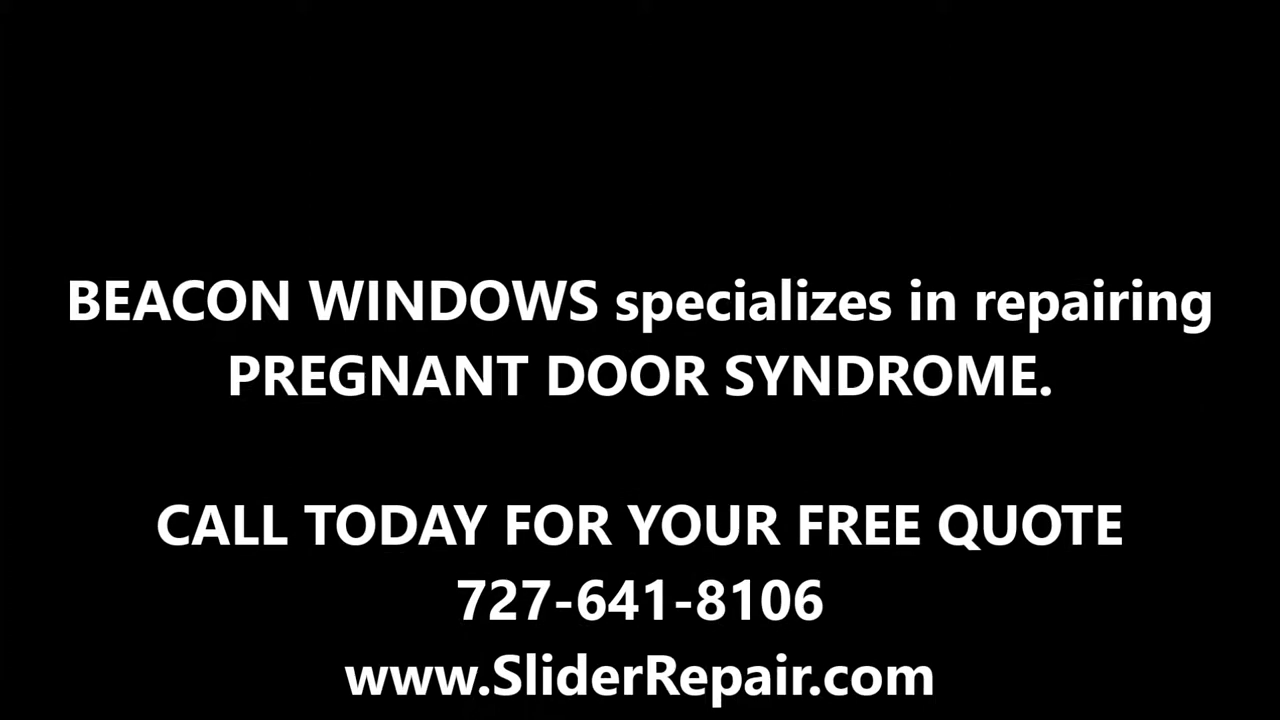 BEACON WINDOWS specializes in repairing
PREGNANT DOOR SYNDROME.
CALL TODAY FOR YOUR FREE QUOTE
727-641-8106
www.SliderRepair.com